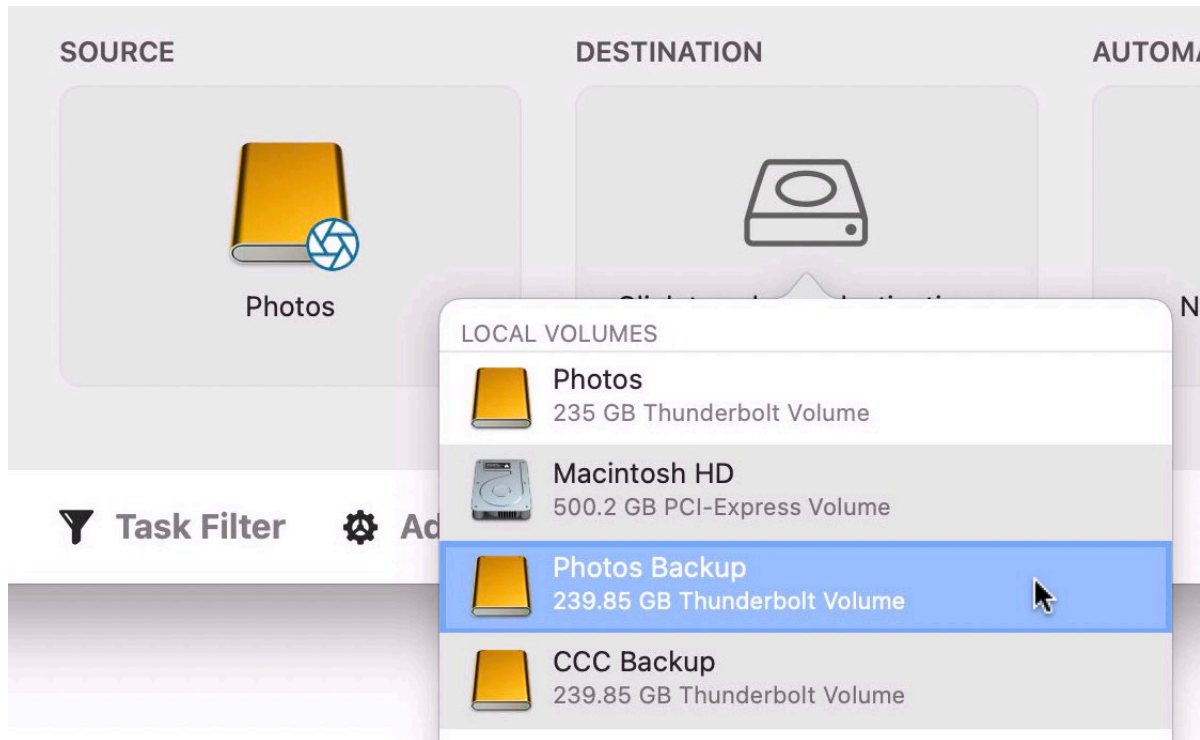 SOURCE
DESTINATION
Photos
LOCAL VOLUMES
Photos
235 GB Thunderbolt Volume
Macintosh HD
500.2 GB PCI-Express Volume
Photos Backup
239.85 GB Thunderbolt Volume
CCC Backup
239.85 GB Thunderbolt Volume
Task Filter